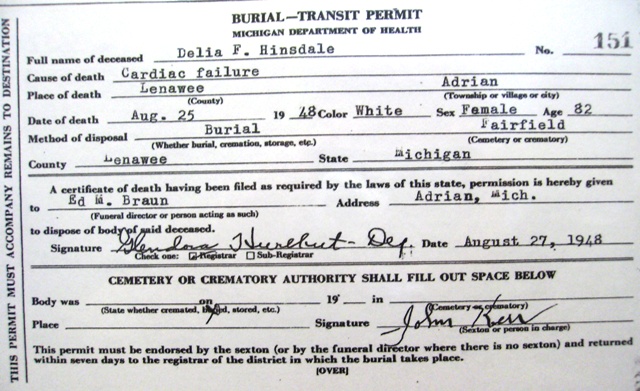 THIS PERMIT MUST ACCOMPANY REMAINS TO DESTINATION
BURIAL—TRANSIT PERMIT
MICHIGAN DEPARTMENT OF HEALTH
Full name of deceased Delia F. Hinsdale No. 151
Cause of death Cardiac failure
Place of death Lenawee Adrian
(County) (Township or village or city)
Date of death Aug. 25 19 48 Color White Sex Female Age 82
Method of disposal Burial Fairfield
(Whether burial, cremation, storage, etc.) (Cemetery or crematory)
County Lenawee State Michigan
A certificate of death having been filed as required by the laws of this state, permission is hereby given
to Ed M. Braun Address Adrian, Mich.
(Funeral director or person acting as such)
to dispose of body of said deceased.
Signature Glendora Hurlbut - Dep. Date August 27, 1948
Check one: Registrar Sub-Registrar
CEMETERY OR CREMATORY AUTHORITY SHALL FILL OUT SPACE BELOW
Body was on 19 in
(State whether cremated, buried, stored, etc.) (Cemetery or crematory)
Place Signature John Kerr
(Sexton or person in charge)
This permit must be endorsed by the sexton (or by the funeral director where there is no sexton) and returned
within seven days to the registrar of the district in which the burial takes place.
[OVER]